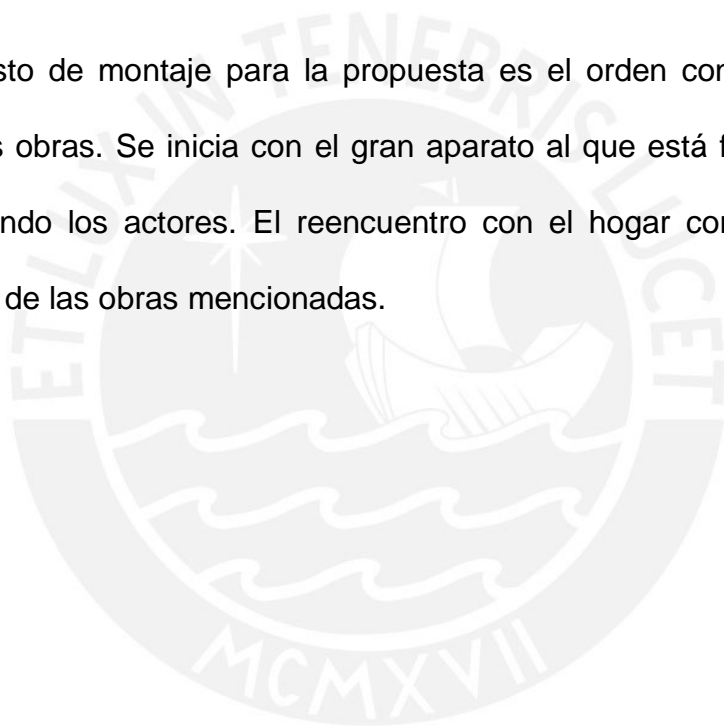 sto de montaje para la propuesta es el orden con
s obras. Se inicia con el gran aparato al que está f
ndo los actores. El reencuentro con el hogar con
de las obras mencionadas.
ET LUX IN TENEBRIS LUCET
MCMXVII